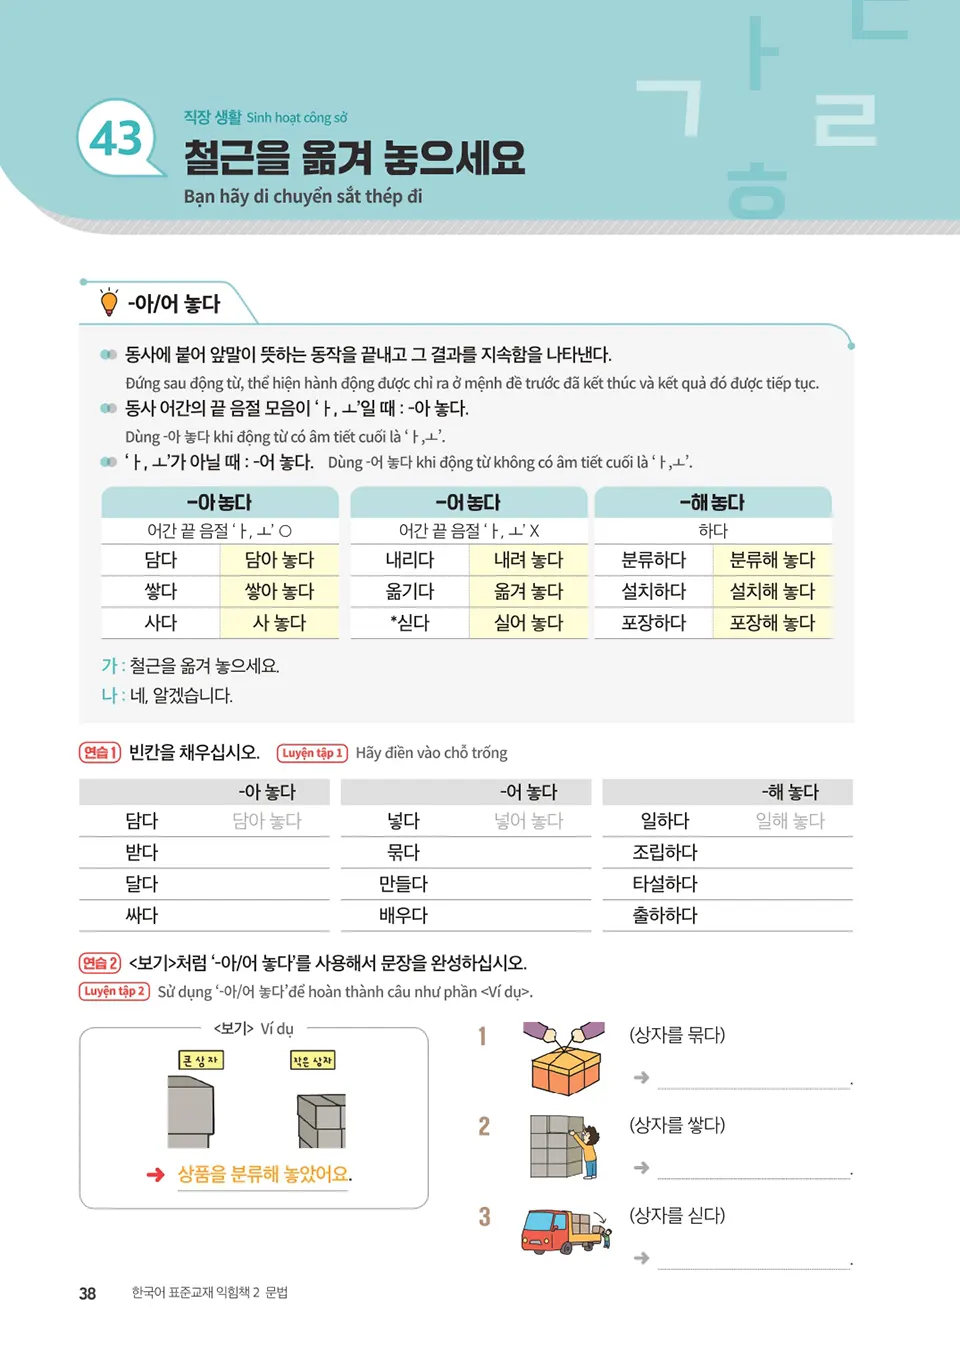 43
직장 생활 Sinh hoạt công sở
철근을 옮겨 놓으세요
Bạn hãy di chuyển sắt thép đi
ㄱ ㅏ ㄴ ㄹ ㅎ
-아/어 놓다
동사에 붙어 앞말이 뜻하는 동작을 끝내고 그 결과를 지속함을 나타낸다.
Đứng sau động từ, thể hiện hành động được chỉ ra ở mệnh đề trước đã kết thúc và kết quả đó được tiếp tục.
동사 어간의 끝 음절 모음이 ‘ㅏ, ㅗ’일 때 : -아 놓다.
Dùng -아 놓다 khi động từ có âm tiết cuối là ‘ㅏ,ㅗ’.
‘ㅏ, ㅗ’가 아닐 때 : -어 놓다. Dùng -어 놓다 khi động từ không có âm tiết cuối là ‘ㅏ,ㅗ’.
-아 놓다 -어 놓다 -해 놓다
어간 끝 음절 ‘ㅏ, ㅗ’ O 어간 끝 음절 ‘ㅏ, ㅗ’ X 하다
담다 담아 놓다 내리다 내려 놓다 분류하다 분류해 놓다
쌓다 쌓아 놓다 옮기다 옮겨 놓다 설치하다 설치해 놓다
사다 사 놓다 *싣다 실어 놓다 포장하다 포장해 놓다
가 : 철근을 옮겨 놓으세요.
나 : 네, 알겠습니다.
연습 1 빈칸을 채우십시오. Luyện tập 1 Hãy điền vào chỗ trống
-아 놓다 -어 놓다 -해 놓다
담다 담아 놓다 넣다 넣어 놓다 일하다 일해 놓다
받다 묶다 조립하다
달다 만들다 타설하다
싸다 배우다 출하하다
연습 2 <보기>처럼 ‘-아/어 놓다’를 사용해서 문장을 완성하십시오.
Luyện tập 2 Sử dụng ‘-아/어 놓다’để hoàn thành câu như phần <Ví dụ>.
<보기> Ví dụ
큰 상자 작은 상자
➔ 상품을 분류해 놓았어요.
1 (상자를 묶다)
➔ .
2 (상자를 쌓다)
➔ .
3 (상자를 싣다)
➔ .
38 한국어 표준교재 익힘책 2 문법